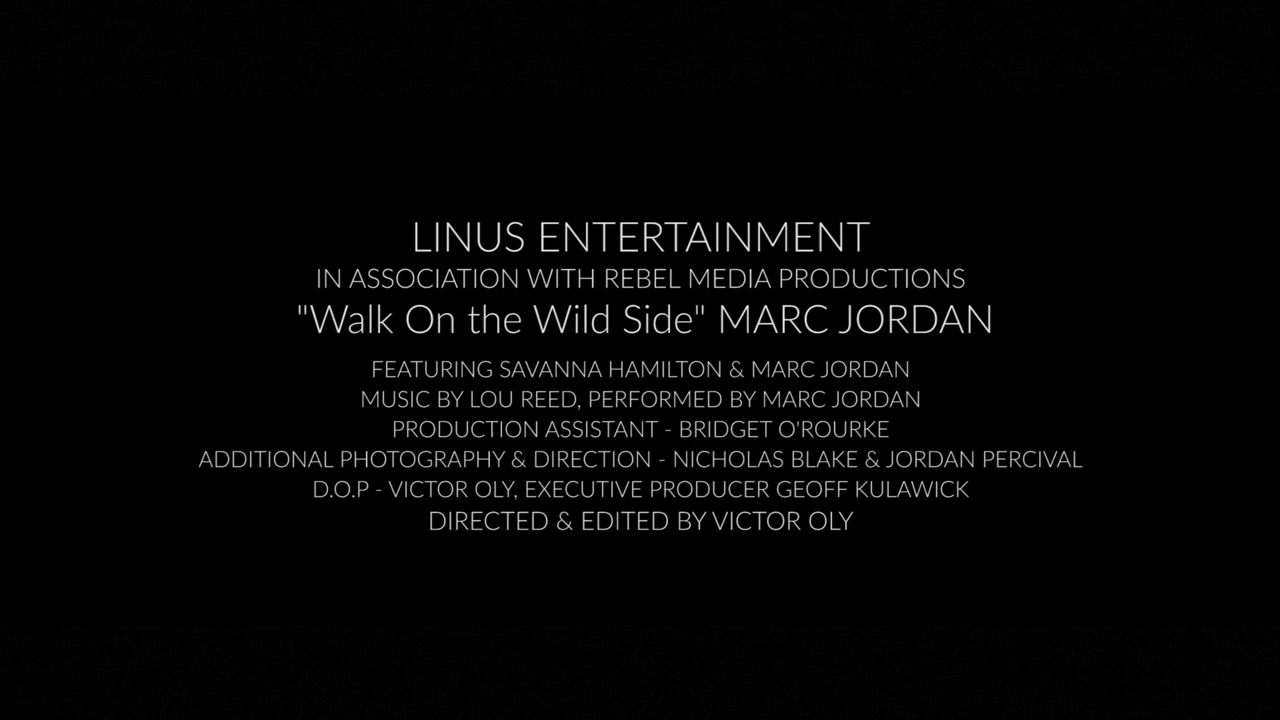 LINUS ENTERTAINMENT
IN ASSOCIATION WITH REBEL MEDIA PRODUCTIONS
"Walk On the Wild Side" MARC JORDAN
FEATURING SAVANNA HAMILTON & MARC JORDAN
MUSIC BY LOU REED, PERFORMED BY MARC JORDAN
PRODUCTION ASSISTANT - BRIDGET O'ROURKE
ADDITIONAL PHOTOGRAPHY & DIRECTION - NICHOLAS BLAKE & JORDAN PERCIVAL
D.O.P - VICTOR OLY, EXECUTIVE PRODUCER GEOFF KULAWICK
DIRECTED & EDITED BY VICTOR OLY